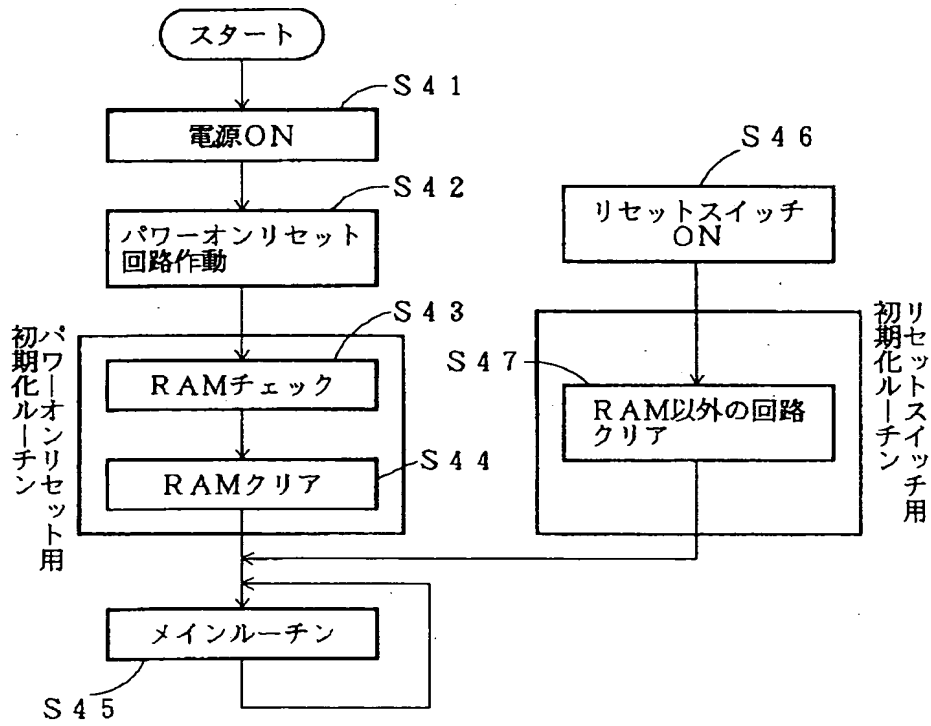 スタート
S41
電源ON
S42
パワーオンリセット
回路作動
S43
RAMチェック
S44
RAMクリア
パワーオンリセット用
初期化ルーチン
メインルーチン
S45
S46
リセットスイッチ
ON
S47
RAM以外の回路
クリア
リセットスイッチ用
初期化ルーチン